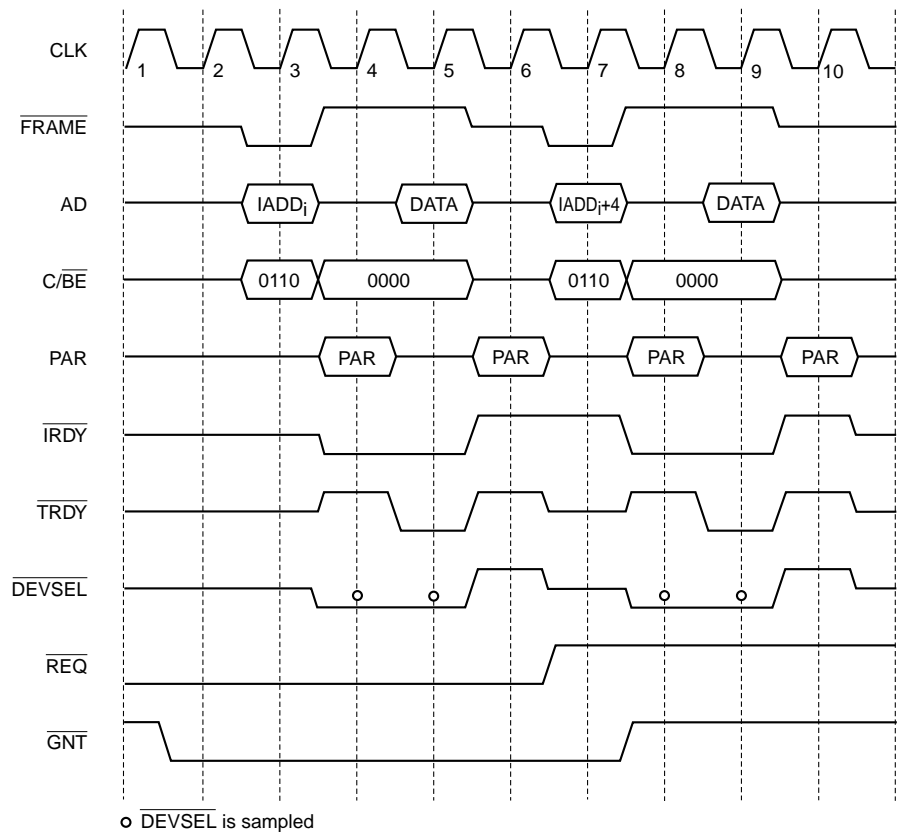 CLK
1 2 3 4 5 6 7 8 9 10
FRAME
AD
IADDi DATA IADDi+4 DATA
C/BE
0110 0000 0110 0000
PAR
PAR PAR PAR PAR
IRDY
TRDY
DEVSEL
REQ
GNT
DEVSEL is sampled